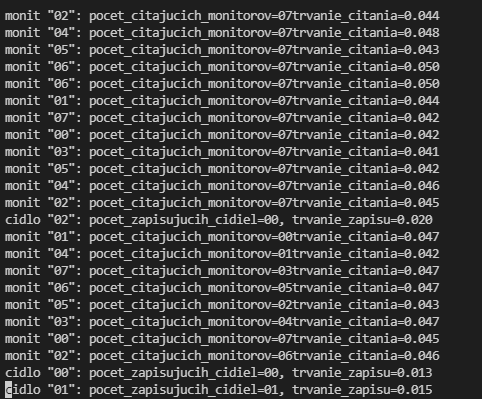 monit "02": pocet_citajucich_monitorov=07trvanie_citania=0.044
monit "04": pocet_citajucich_monitorov=07trvanie_citania=0.048
monit "05": pocet_citajucich_monitorov=07trvanie_citania=0.043
monit "06": pocet_citajucich_monitorov=07trvanie_citania=0.050
monit "06": pocet_citajucich_monitorov=07trvanie_citania=0.050
monit "01": pocet_citajucich_monitorov=07trvanie_citania=0.044
monit "07": pocet_citajucich_monitorov=07trvanie_citania=0.042
monit "00": pocet_citajucich_monitorov=07trvanie_citania=0.042
monit "03": pocet_citajucich_monitorov=07trvanie_citania=0.041
monit "05": pocet_citajucich_monitorov=07trvanie_citania=0.042
monit "04": pocet_citajucich_monitorov=07trvanie_citania=0.046
monit "02": pocet_citajucich_monitorov=07trvanie_citania=0.045
cidlo "02": pocet_zapisujucih_cidiel=00, trvanie_zapisu=0.020
monit "01": pocet_citajucich_monitorov=00trvanie_citania=0.047
monit "04": pocet_citajucich_monitorov=01trvanie_citania=0.042
monit "07": pocet_citajucich_monitorov=03trvanie_citania=0.047
monit "06": pocet_citajucich_monitorov=05trvanie_citania=0.047
monit "05": pocet_citajucich_monitorov=02trvanie_citania=0.043
monit "03": pocet_citajucich_monitorov=04trvanie_citania=0.047
monit "00": pocet_citajucich_monitorov=07trvanie_citania=0.045
monit "02": pocet_citajucich_monitorov=06trvanie_citania=0.046
cidlo "00": pocet_zapisujucih_cidiel=00, trvanie_zapisu=0.013
cidlo "01": pocet_zapisujucih_cidiel=01, trvanie_zapisu=0.015